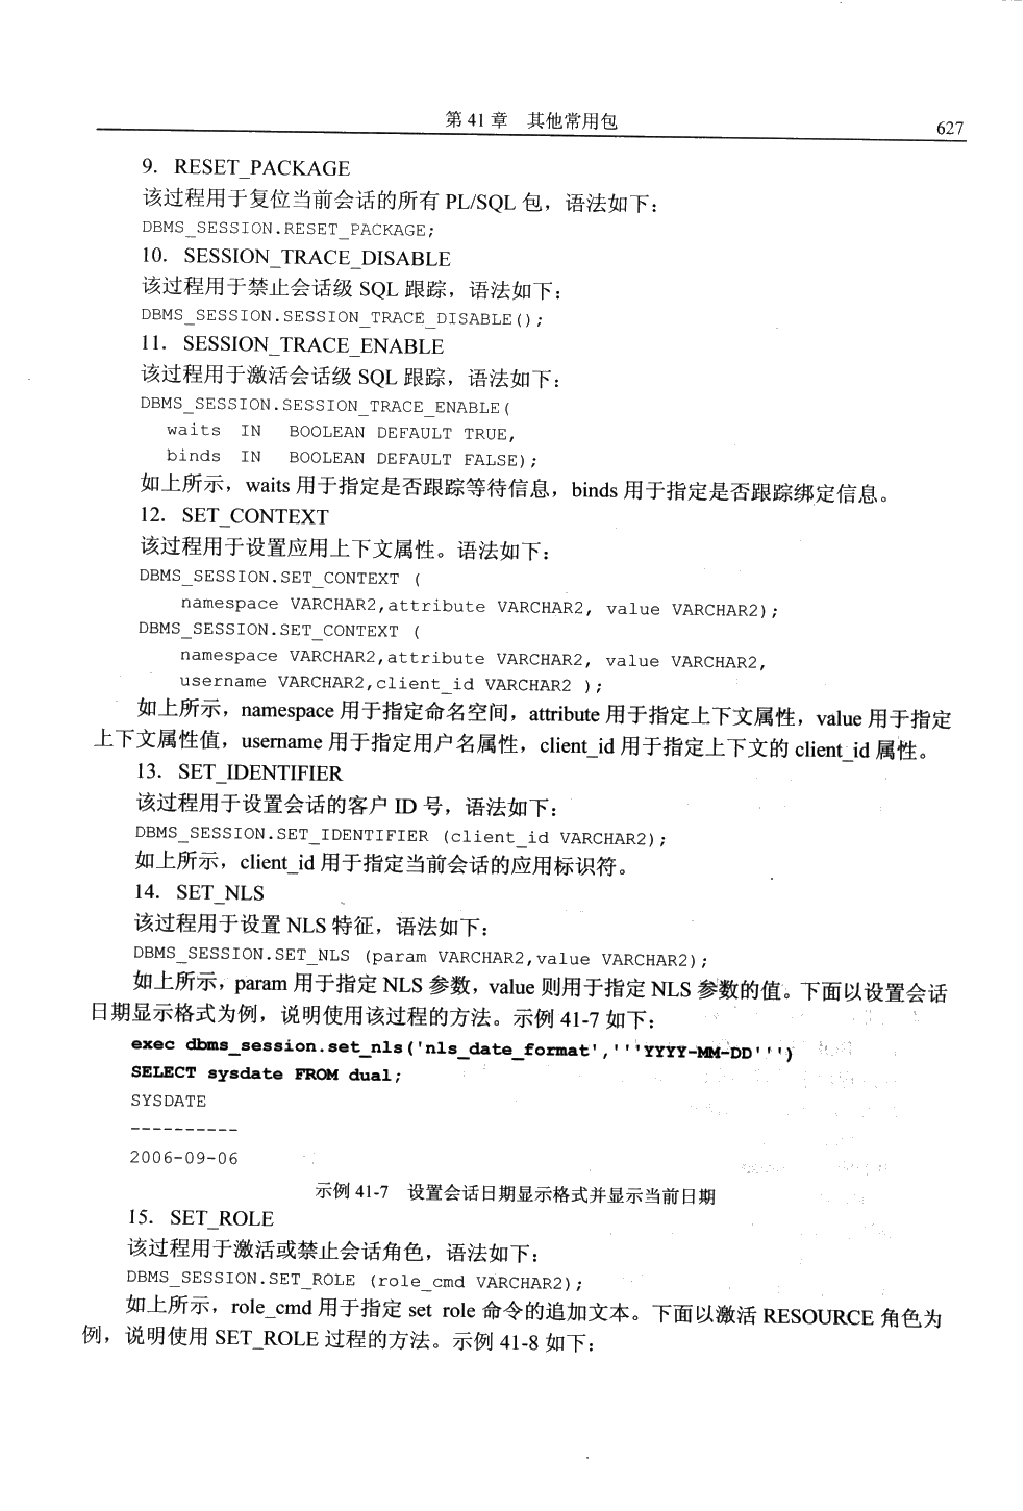 第 41 章　其他常用包
627
9．RESET_PACKAGE
该过程用于复位当前会话的所有 PL/SQL 包，语法如下：
DBMS_SESSION.RESET_PACKAGE;
10．SESSION_TRACE_DISABLE
该过程用于禁止会话级 SQL 跟踪，语法如下：
DBMS_SESSION.SESSION_TRACE_DISABLE();
11．SESSION_TRACE_ENABLE
该过程用于激活会话级 SQL 跟踪，语法如下：
DBMS_SESSION.SESSION_TRACE_ENABLE(
waits IN BOOLEAN DEFAULT TRUE,
binds IN BOOLEAN DEFAULT FALSE);
如上所示，waits 用于指定是否跟踪等待信息，binds 用于指定是否跟踪绑定信息。
12．SET_CONTEXT
该过程用于设置应用上下文属性。语法如下：
DBMS_SESSION.SET_CONTEXT (
namespace VARCHAR2,attribute VARCHAR2, value VARCHAR2);
DBMS_SESSION.SET_CONTEXT (
namespace VARCHAR2,attribute VARCHAR2, value VARCHAR2,
username VARCHAR2,client_id VARCHAR2 );
如上所示，namespace 用于指定命名空间，attribute 用于指定上下文属性，value 用于指定
上下文属性值，username 用于指定用户名属性，client_id 用于指定上下文的 client_id 属性。
13．SET_IDENTIFIER
该过程用于设置会话的客户 ID 号，语法如下：
DBMS_SESSION.SET_IDENTIFIER (client_id VARCHAR2);
如上所示，client_id 用于指定当前会话的应用标识符。
14．SET_NLS
该过程用于设置 NLS 特征，语法如下：
DBMS_SESSION.SET_NLS (param VARCHAR2,value VARCHAR2);
如上所示，param 用于指定 NLS 参数，value 则用于指定 NLS 参数的值。下面以设置会话
日期显示格式为例，说明使用该过程的方法。示例 41-7 如下：
exec dbms_session.set_nls('nls_date_format','''YYYY-MM-DD''')
SELECT sysdate FROM dual;
SYSDATE
----------
2006-09-06
示例 41-7　设置会话日期显示格式并显示当前日期
15．SET_ROLE
该过程用于激活或禁止会话角色，语法如下：
DBMS_SESSION.SET_ROLE (role_cmd VARCHAR2);
如上所示，role_cmd 用于指定 set role 命令的追加文本。下面以激活 RESOURCE 角色为
例，说明使用 SET_ROLE 过程的方法。示例 41-8 如下：